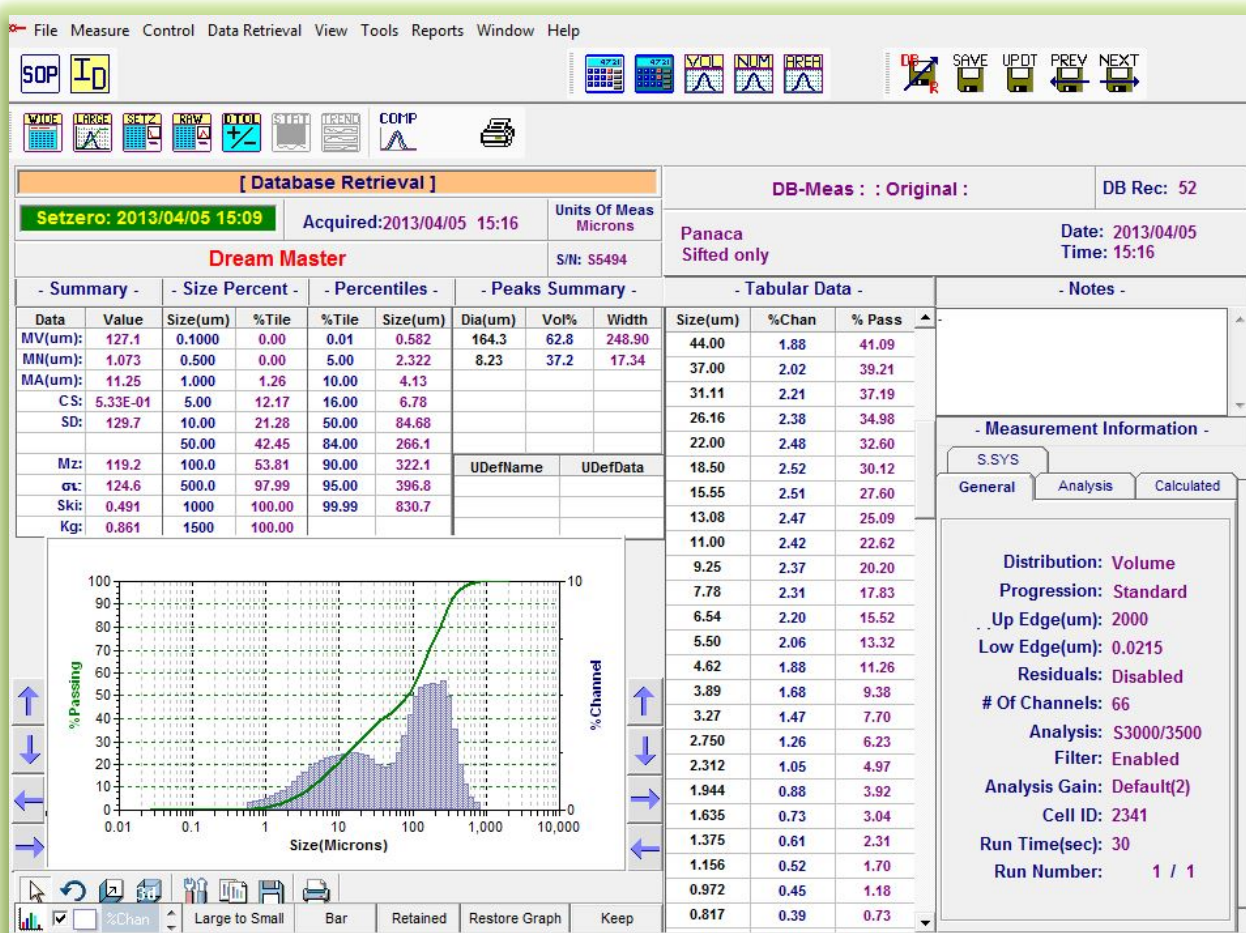 File Measure Control Data Retrieval View Tools Reports Window Help
SOP ID 4721 4721 VOL NUM AREA DB R SAVE UPDT PREV NEXT
WIDE LARGE SETZ RAW DTOL STAT TREND COMP
[ Database Retrieval ]
Setzero: 2013/04/05 15:09
Acquired:2013/04/05 15:16
Units Of Meas
Microns
Dream Master
S/N: S5494
DB-Meas : : Original :
DB Rec: 52
Panaca
Sifted only
Date: 2013/04/05
Time: 15:16
- Summary -
Data Value
MV(um): 127.1
MN(um): 1.073
MA(um): 11.25
CS: 5.33E-01
SD: 129.7
Mz: 119.2
σι: 124.6
Ski: 0.491
Kg: 0.861
- Size Percent -
Size(um) %Tile
0.1000 0.00
0.500 0.00
1.000 1.26
5.00 12.17
10.00 21.28
50.00 42.45
100.0 53.81
500.0 97.99
1000 100.00
1500 100.00
- Percentiles -
%Tile Size(um)
0.01 0.582
5.00 2.322
10.00 4.13
16.00 6.78
50.00 84.68
84.00 266.1
90.00 322.1
95.00 396.8
99.99 830.7
- Peaks Summary -
Dia(um) Vol% Width
164.3 62.8 248.90
8.23 37.2 17.34
UDefName UDefData
- Tabular Data -
Size(um) %Chan % Pass
44.00 1.88 41.09
37.00 2.02 39.21
31.11 2.21 37.19
26.16 2.38 34.98
22.00 2.48 32.60
18.50 2.52 30.12
15.55 2.51 27.60
13.08 2.47 25.09
11.00 2.42 22.62
9.25 2.37 20.20
7.78 2.31 17.83
6.54 2.20 15.52
5.50 2.06 13.32
4.62 1.88 11.26
3.89 1.68 9.38
3.27 1.47 7.70
2.750 1.26 6.23
2.312 1.05 4.97
1.944 0.88 3.92
1.635 0.73 3.04
1.375 0.61 2.31
1.156 0.52 1.70
0.972 0.45 1.18
0.817 0.39 0.73
- Notes -
-
- Measurement Information -
S.SYS
General Analysis Calculated
Distribution: Volume
Progression: Standard
Up Edge(um): 2000
Low Edge(um): 0.0215
Residuals: Disabled
# Of Channels: 66
Analysis: S3000/3500
Filter: Enabled
Analysis Gain: Default(2)
Cell ID: 2341
Run Time(sec): 30
Run Number: 1 / 1
%Passing
100
90
80
70
60
50
40
30
20
10
0
10
0
%Channel
0.01 0.1 1 10 100 1,000 10,000
Size(Microns)
3d
%Chan Large to Small Bar Retained Restore Graph Keep